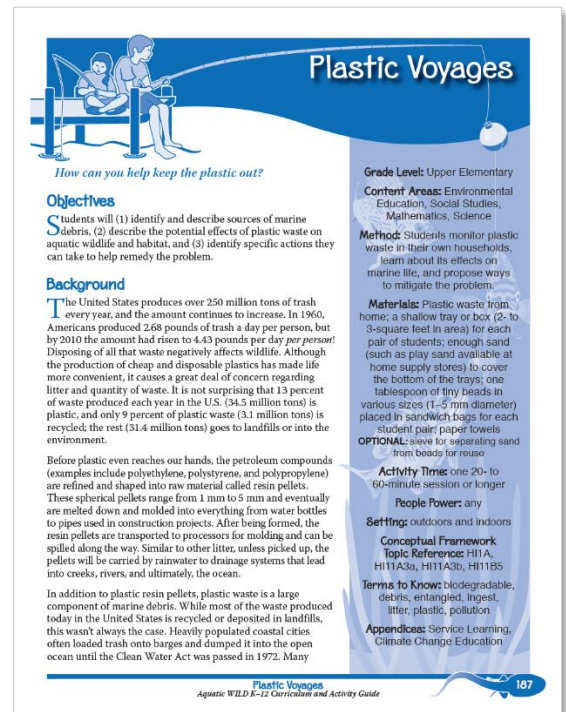 Plastic Voyages
How can you help keep the plastic out?
Objectives
Students will (1) identify and describe sources of marine
debris, (2) describe the potential effects of plastic waste on
aquatic wildlife and habitat, and (3) identify specific actions they
can take to help remedy the problem.
Background
The United States produces over 250 million tons of trash
every year, and the amount continues to increase. In 1960,
Americans produced 2.68 pounds of trash a day per person, but
by 2010 the amount had risen to 4.43 pounds per day per person!
Disposing of all that waste negatively affects wildlife. Although
the production of cheap and disposable plastics has made life
more convenient, it causes a great deal of concern regarding
litter and quantity of waste. It is not surprising that 13 percent
of waste produced each year in the U.S. (34.5 million tons) is
plastic, and only 9 percent of plastic waste (3.1 million tons) is
recycled; the rest (31.4 million tons) goes to landfills or into the
environment.
Before plastic even reaches our hands, the petroleum compounds
(examples include polyethylene, polystyrene, and polypropylene)
are refined and shaped into raw material called resin pellets.
These spherical pellets range from 1 mm to 5 mm and eventually
are melted down and molded into everything from water bottles
to pipes used in construction projects. After being formed, the
resin pellets are transported to processors for molding and can be
spilled along the way. Similar to other litter, unless picked up, the
pellets will be carried by rainwater to drainage systems that lead
into creeks, rivers, and ultimately, the ocean.
In addition to plastic resin pellets, plastic waste is a large
component of marine debris. While most of the waste produced
today in the United States is recycled or deposited in landfills,
this wasn't always the case. Heavily populated coastal cities
often loaded trash onto barges and dumped it into the open
ocean until the Clean Water Act was passed in 1972. Many
Grade Level: Upper Elementary
Content Areas: Environmental
Education, Social Studies,
Mathematics, Science
Method: Students monitor plastic
waste in their own households,
learn about its effects on
marine life, and propose ways
to mitigate the problem.
Materials: Plastic waste from
home; a shallow tray or box (2- to
3-square feet in area) for each
pair of students; enough sand
(such as play sand available at
home supply stores) to cover
the bottom of the trays; one
tablespoon of tiny beads in
various sizes (1–5 mm diameter)
placed in sandwich bags for each
student pair; paper towels
OPTIONAL: sieve for separating sand
from beads for reuse
Activity Time: one 20- to
60-minute session or longer
People Power: any
Setting: outdoors and indoors
Conceptual Framework
Topic Reference: HI1A,
HI1A3a, HI1A3b, HI1B5
Terms to Know: biodegradable,
debris, entangled, ingest,
litter, plastic, pollution
Appendices: Service Learning,
Climate Change Education
Plastic Voyages
Aquatic WILD K–12 Curriculum and Activity Guide
187